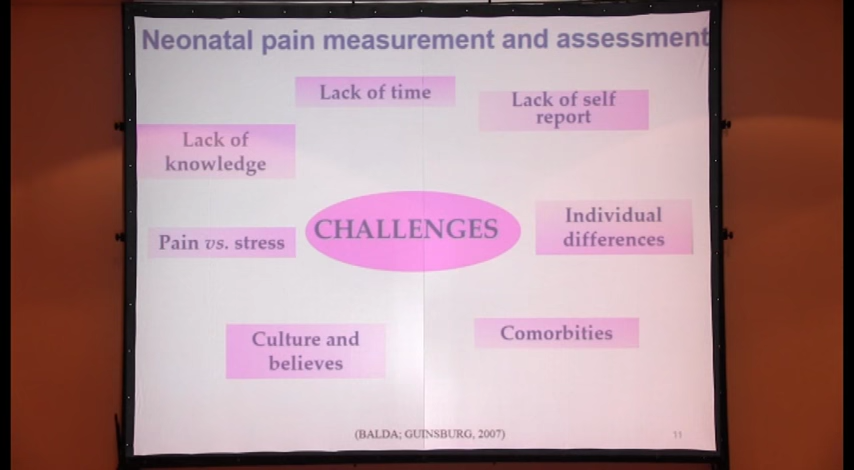 Neonatal pain measurement and assessment
Lack of time
Lack of self
report
Lack of
knowledge
CHALLENGES
Individual
differences
Pain vs. stress
Culture and
believes
Comorbities
(BALDA; GUINSBURG, 2007)
11